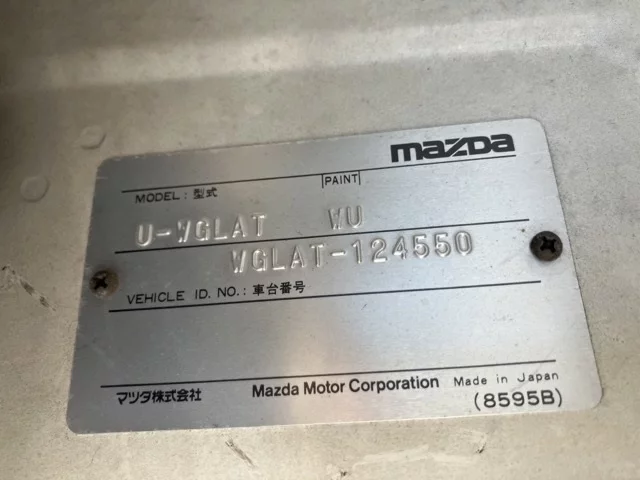 mazda
MODEL: 型式 PAINT
U-WGLAT WU
WGLAT-124550
VEHICLE ID. NO.: 車台番号
マツダ株式会社 Mazda Motor Corporation Made in Japan
(8595B)